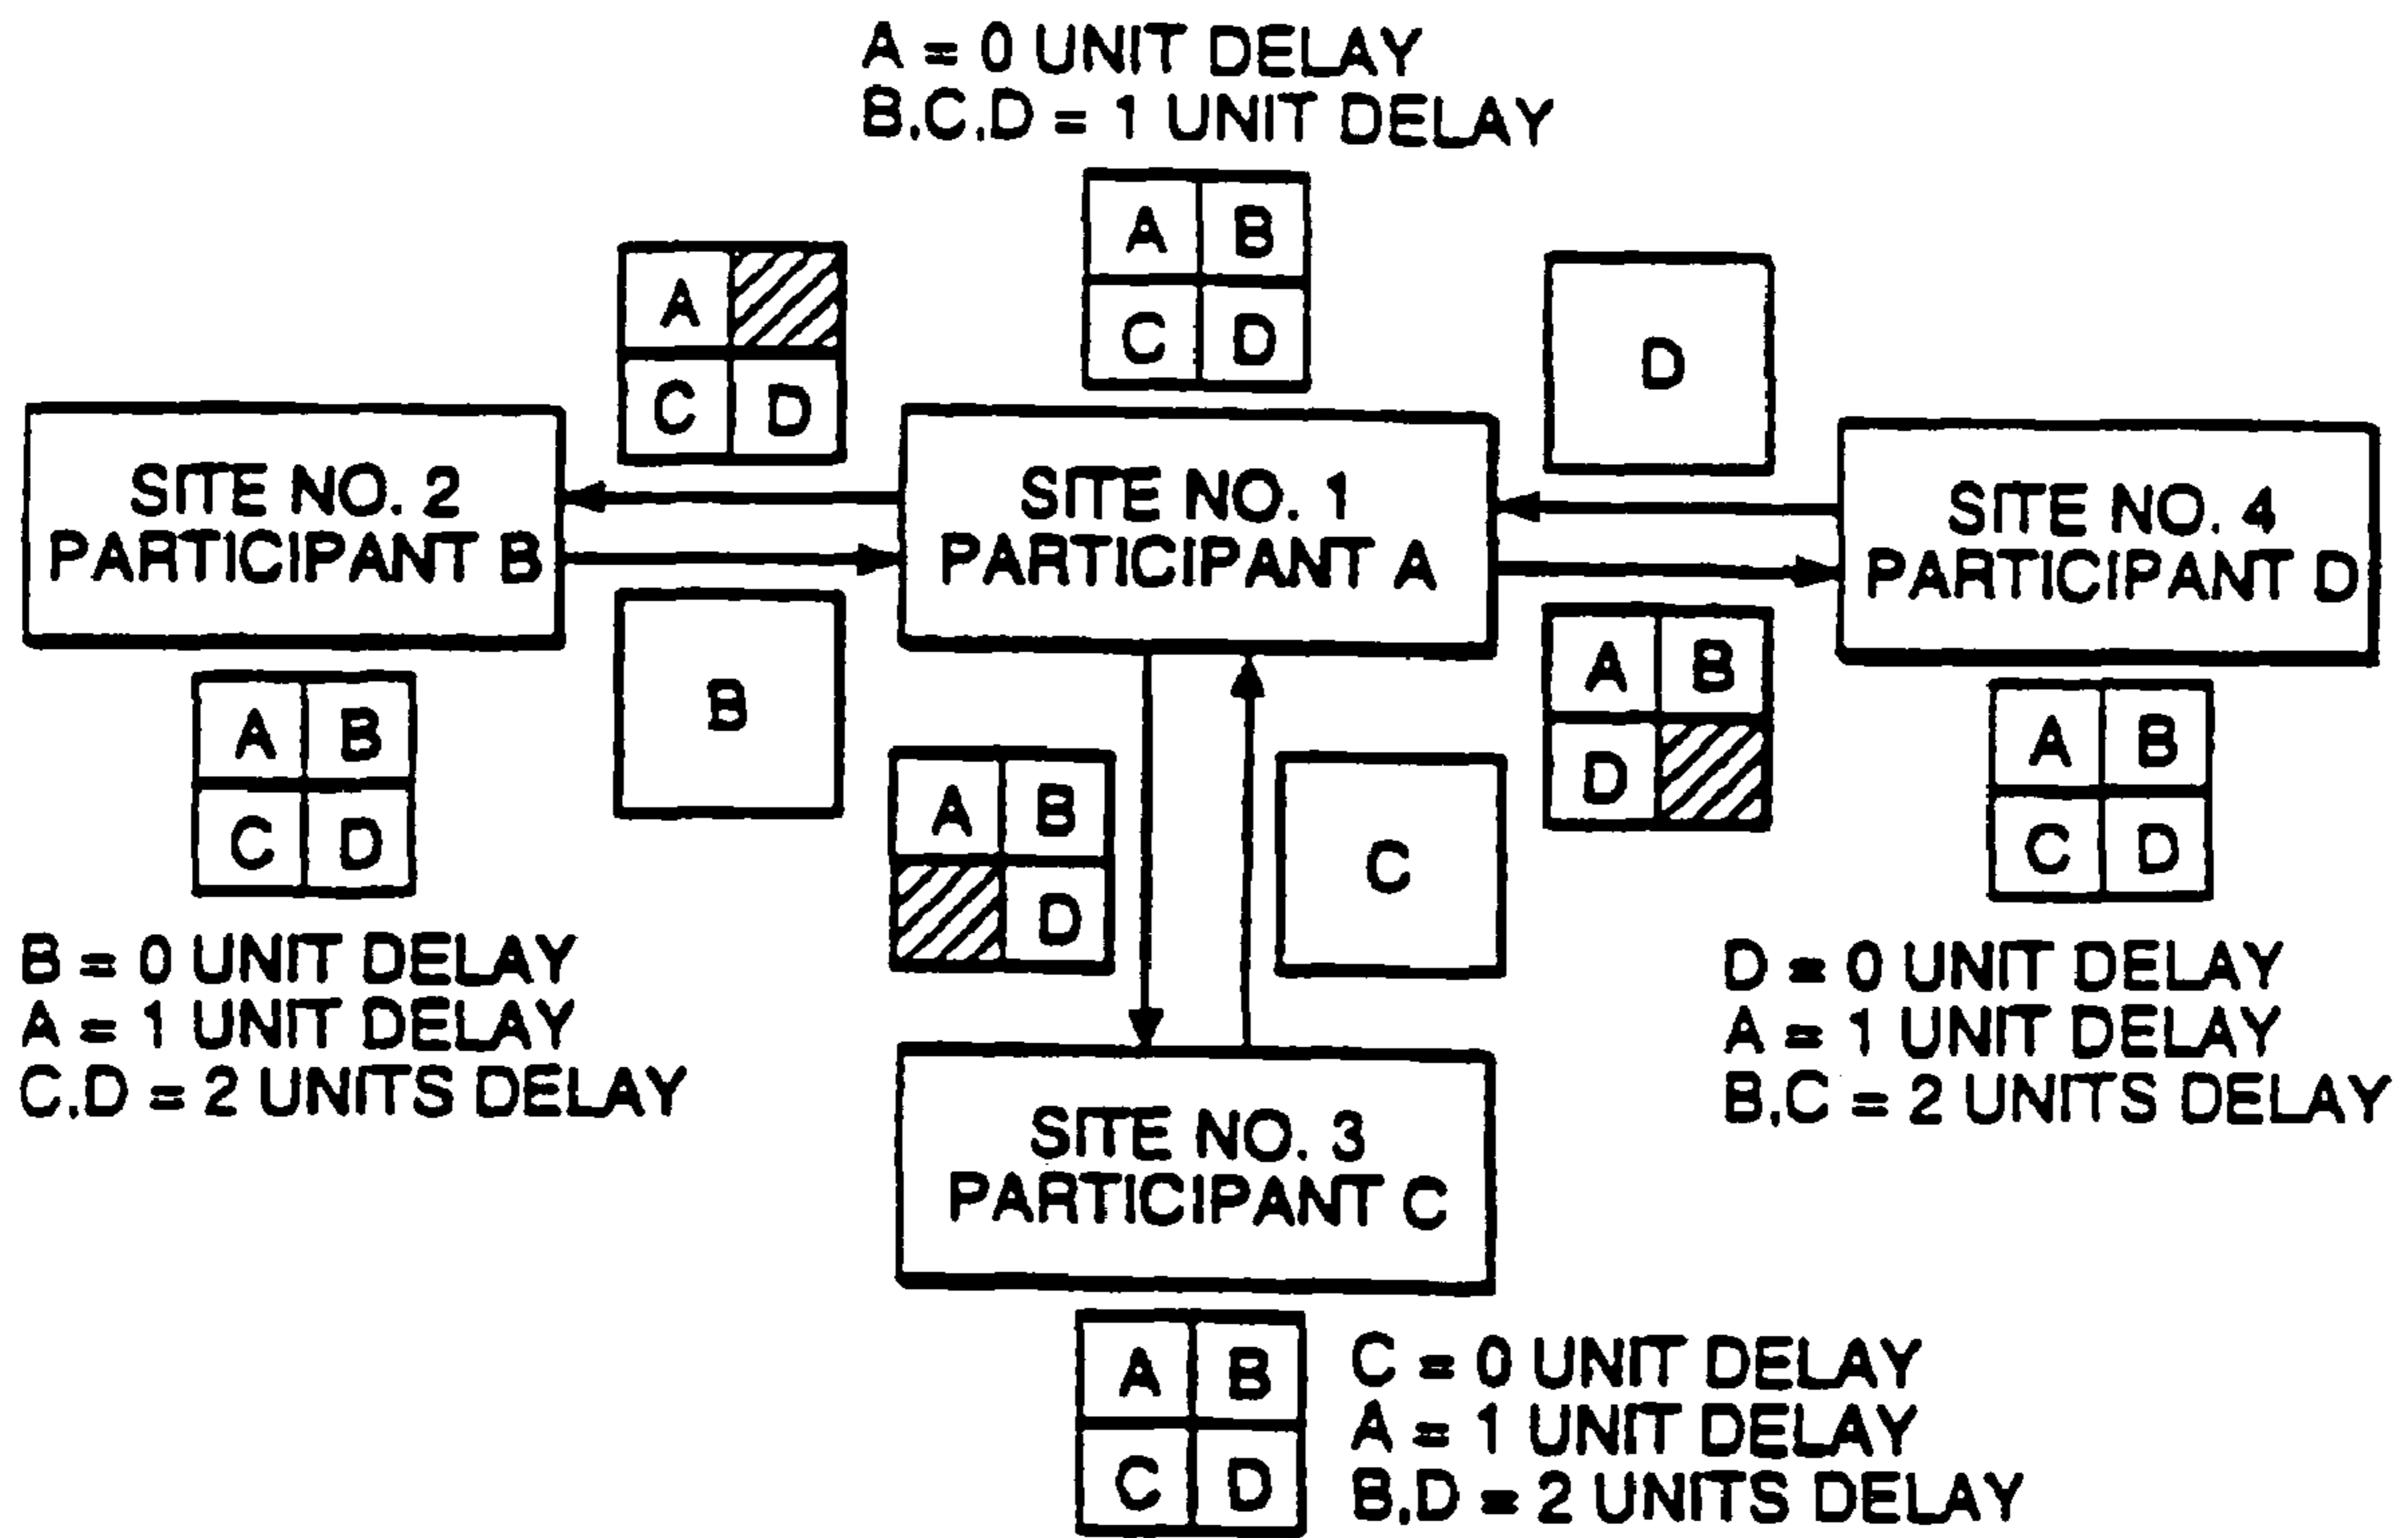 A = 0 UNIT DELAY
B,C,D = 1 UNIT DELAY
A B
C D
A
C D
D
SITE NO. 2
PARTICIPANT B
SITE NO. 1
PARTICIPANT A
SITE NO. 4
PARTICIPANT D
A B
C D
B
A B
D
C
A B
D
A B
C D
B = 0 UNIT DELAY
A = 1 UNIT DELAY
C,D = 2 UNITS DELAY
D = 0 UNIT DELAY
A = 1 UNIT DELAY
B,C = 2 UNITS DELAY
SITE NO. 3
PARTICIPANT C
A B
C D
C = 0 UNIT DELAY
A = 1 UNIT DELAY
B,D = 2 UNITS DELAY